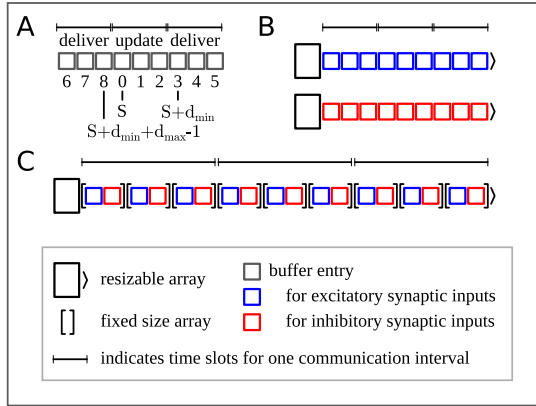 A
deliver update deliver
6 7 8 0 1 2 3 4 5
S S+dmin
S+dmin+dmax-1
B
C
resizable array
fixed size array
buffer entry
for excitatory synaptic inputs
for inhibitory synaptic inputs
indicates time slots for one communication interval